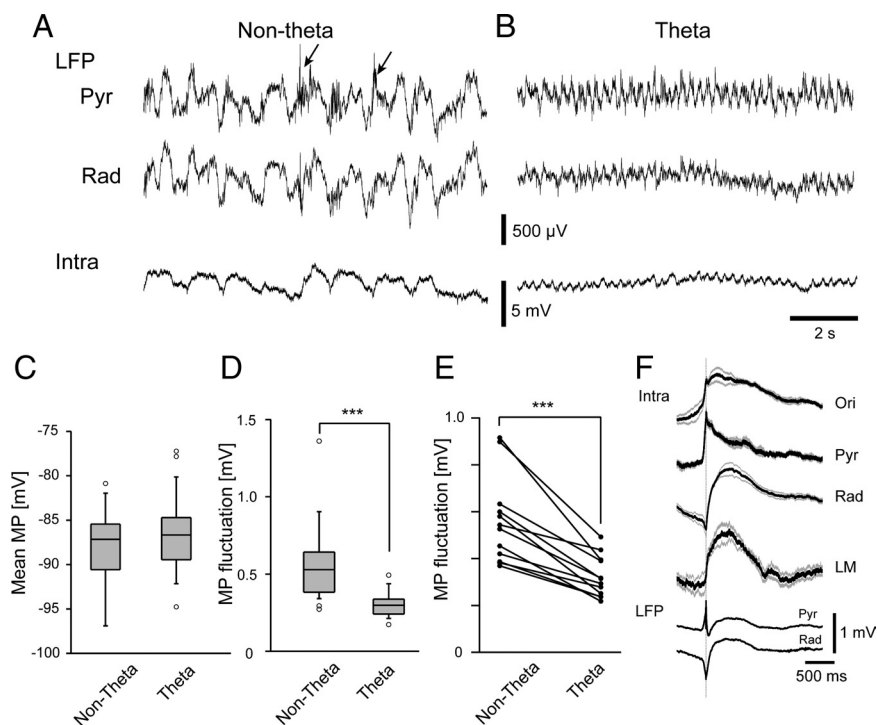 A
Non-theta
B
Theta
LFP
Pyr
Rad
500 µV
Intra
5 mV
2 s
C
Mean MP [mV]
-75
-80
-85
-90
-95
-100
Non-Theta
Theta
D
MP fluctuation [mV]
1.5
1.0
0.5
0
***
Non-Theta
Theta
E
MP fluctuation [mV]
1.0
0
***
Non-Theta
Theta
F
Intra
Ori
Pyr
Rad
LM
LFP
Pyr
Rad
1 mV
500 ms